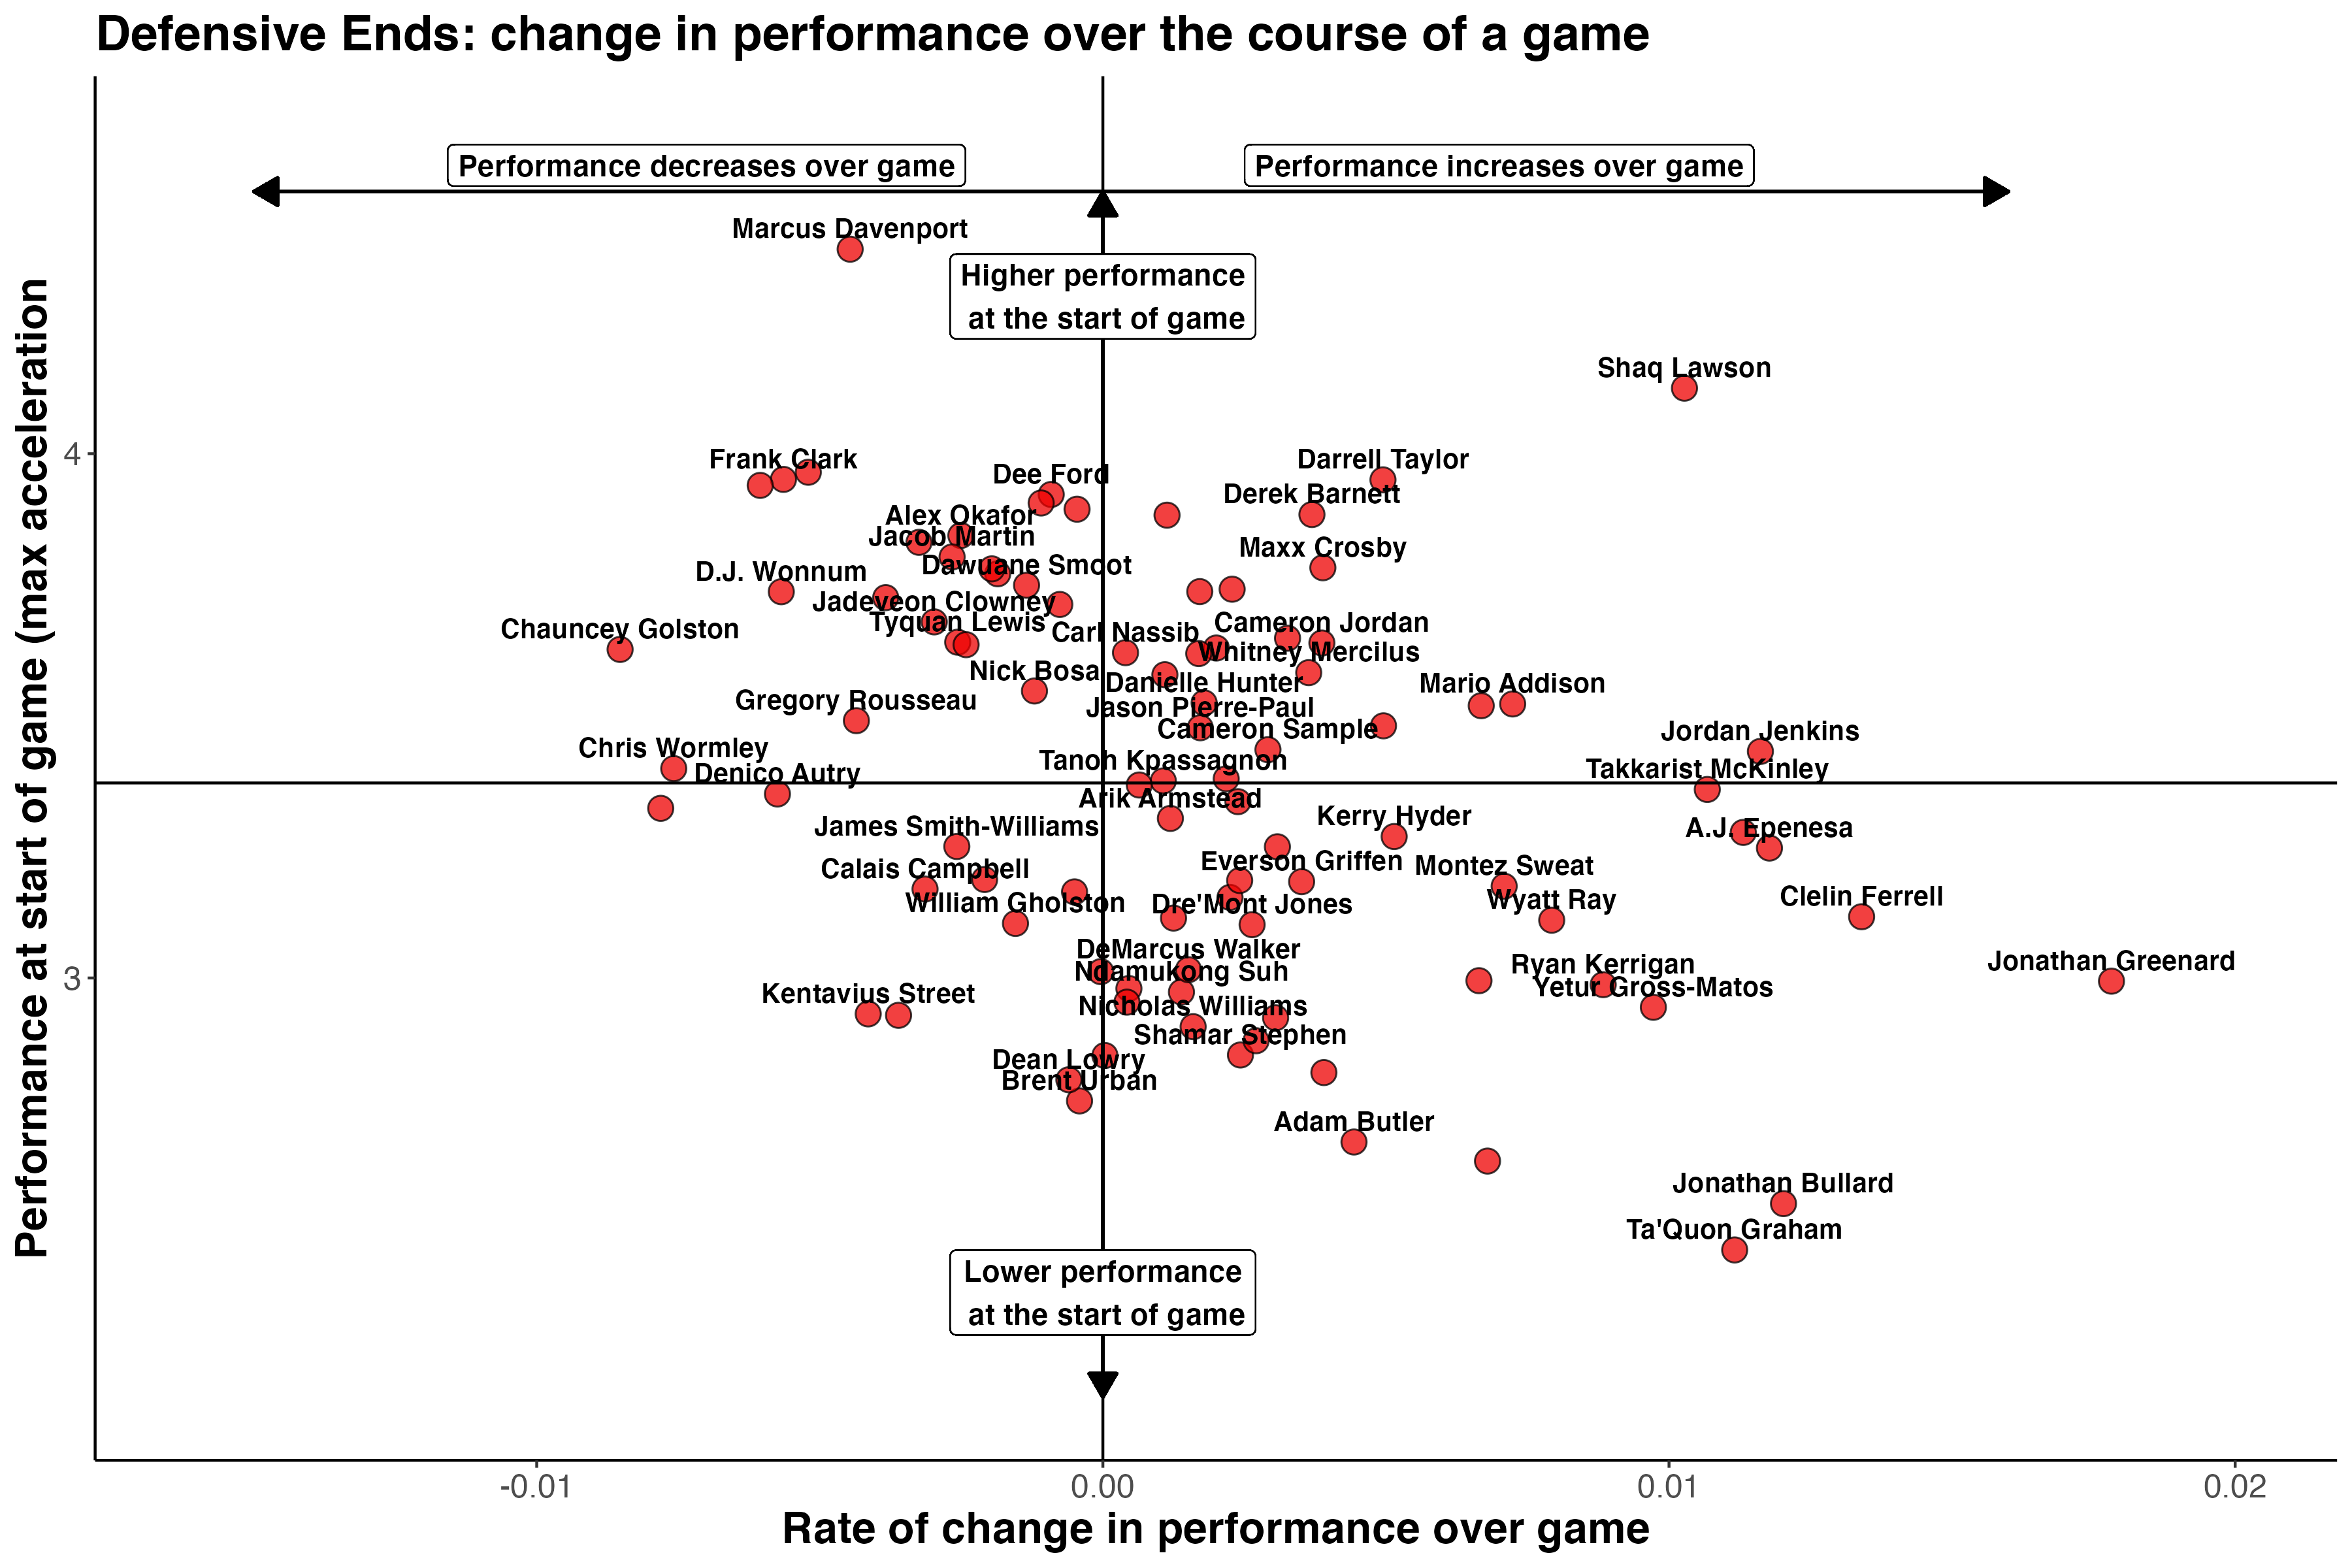 Defensive Ends: change in performance over the course of a game
Performance decreases over game
Performance increases over game
Marcus Davenport
Higher performance
at the start of game
Shaq Lawson
4
Frank Clark
Darrell Taylor
Dee Ford
Derek Barnett
Alex Okafor
Jacob Martin
Maxx Crosby
Dawuane Smoot
D.J. Wonnum
Jadeveon Clowney
Tyquan Lewis
Cameron Jordan
Chauncey Golston
Carl Nassib
Whitney Mercilus
Nick Bosa
Danielle Hunter
Mario Addison
Gregory Rousseau
Jason Pierre-Paul
Cameron Sample
Jordan Jenkins
Chris Wormley
Tanoh Kpassagnon
Takkarist McKinley
Denico Autry
Arik Armstead
Kerry Hyder
James Smith-Williams
A.J. Epenesa
Everson Griffen
Calais Campbell
Montez Sweat
Clelin Ferrell
Wyatt Ray
William Gholston
Dre'Mont Jones
DeMarcus Walker
Jonathan Greenard
Ryan Kerrigan
3
Ndamukong Suh
Yetur Gross-Matos
Kentavius Street
Nicholas Williams
Shamar Stephen
Dean Lowry
Brent Urban
Adam Butler
Jonathan Bullard
Ta'Quon Graham
Lower performance
at the start of game
-0.01
0.00
0.01
0.02
Rate of change in performance over game
Performance at start of game (max acceleration